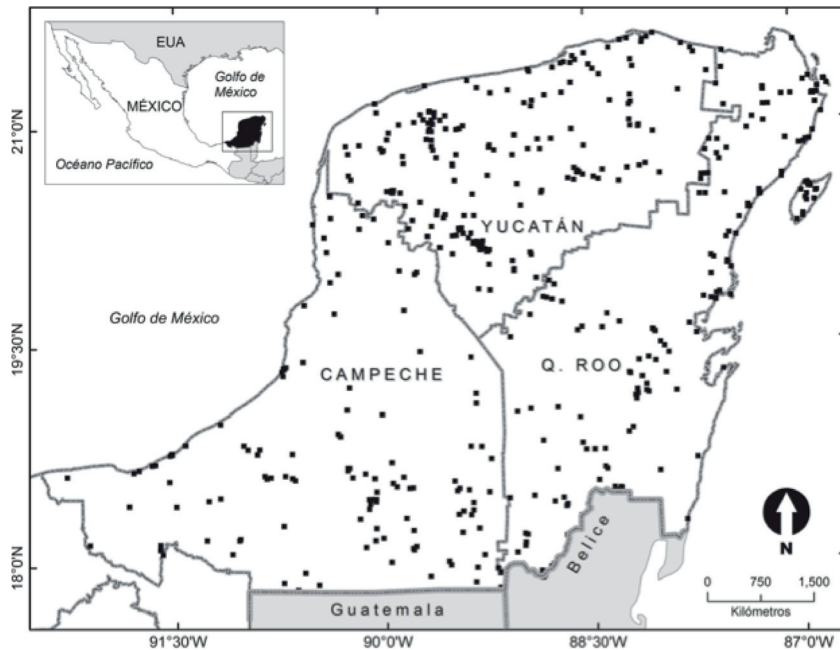 EUA
Golfo de
México
MÉXICO
Océano Pacífico
21°0'N
YUCATÁN
Golfo de México
19°30'N
CAMPECHE
Q. ROO
Belice
N
18°0'N
0 750 1,500
Kilómetros
Guatemala
91°30'W 90°0'W 88°30'W 87°0'W